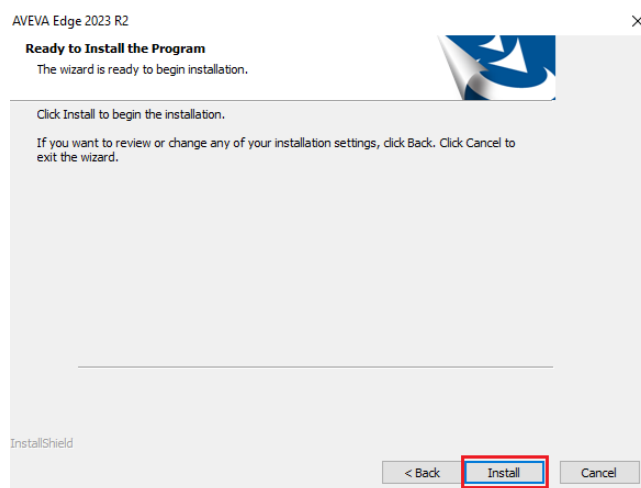 AVEVA Edge 2023 R2
Ready to Install the Program
The wizard is ready to begin installation.
Click Install to begin the installation.
If you want to review or change any of your installation settings, click Back. Click Cancel to
exit the wizard.
InstallShield
< Back
Install
Cancel